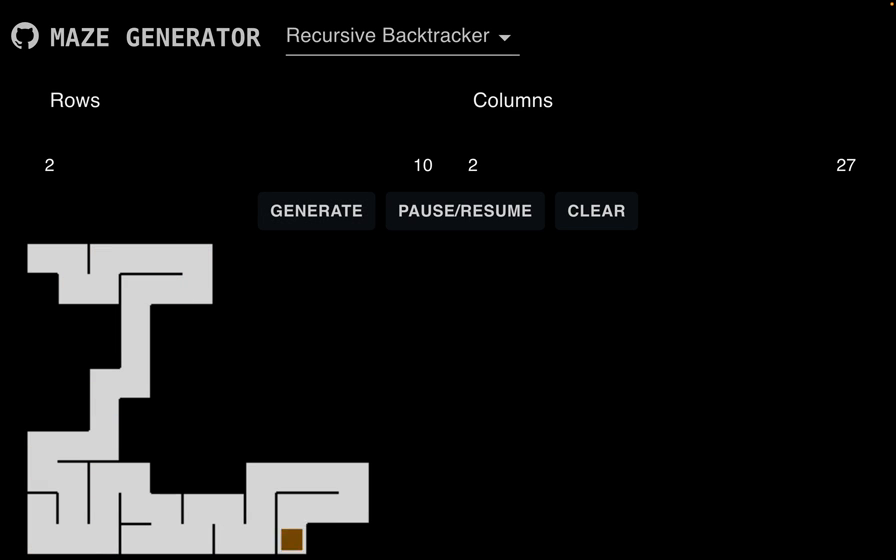 MAZE GENERATOR Recursive Backtracker
Rows Columns
2 10 2 27
GENERATE PAUSE/RESUME CLEAR